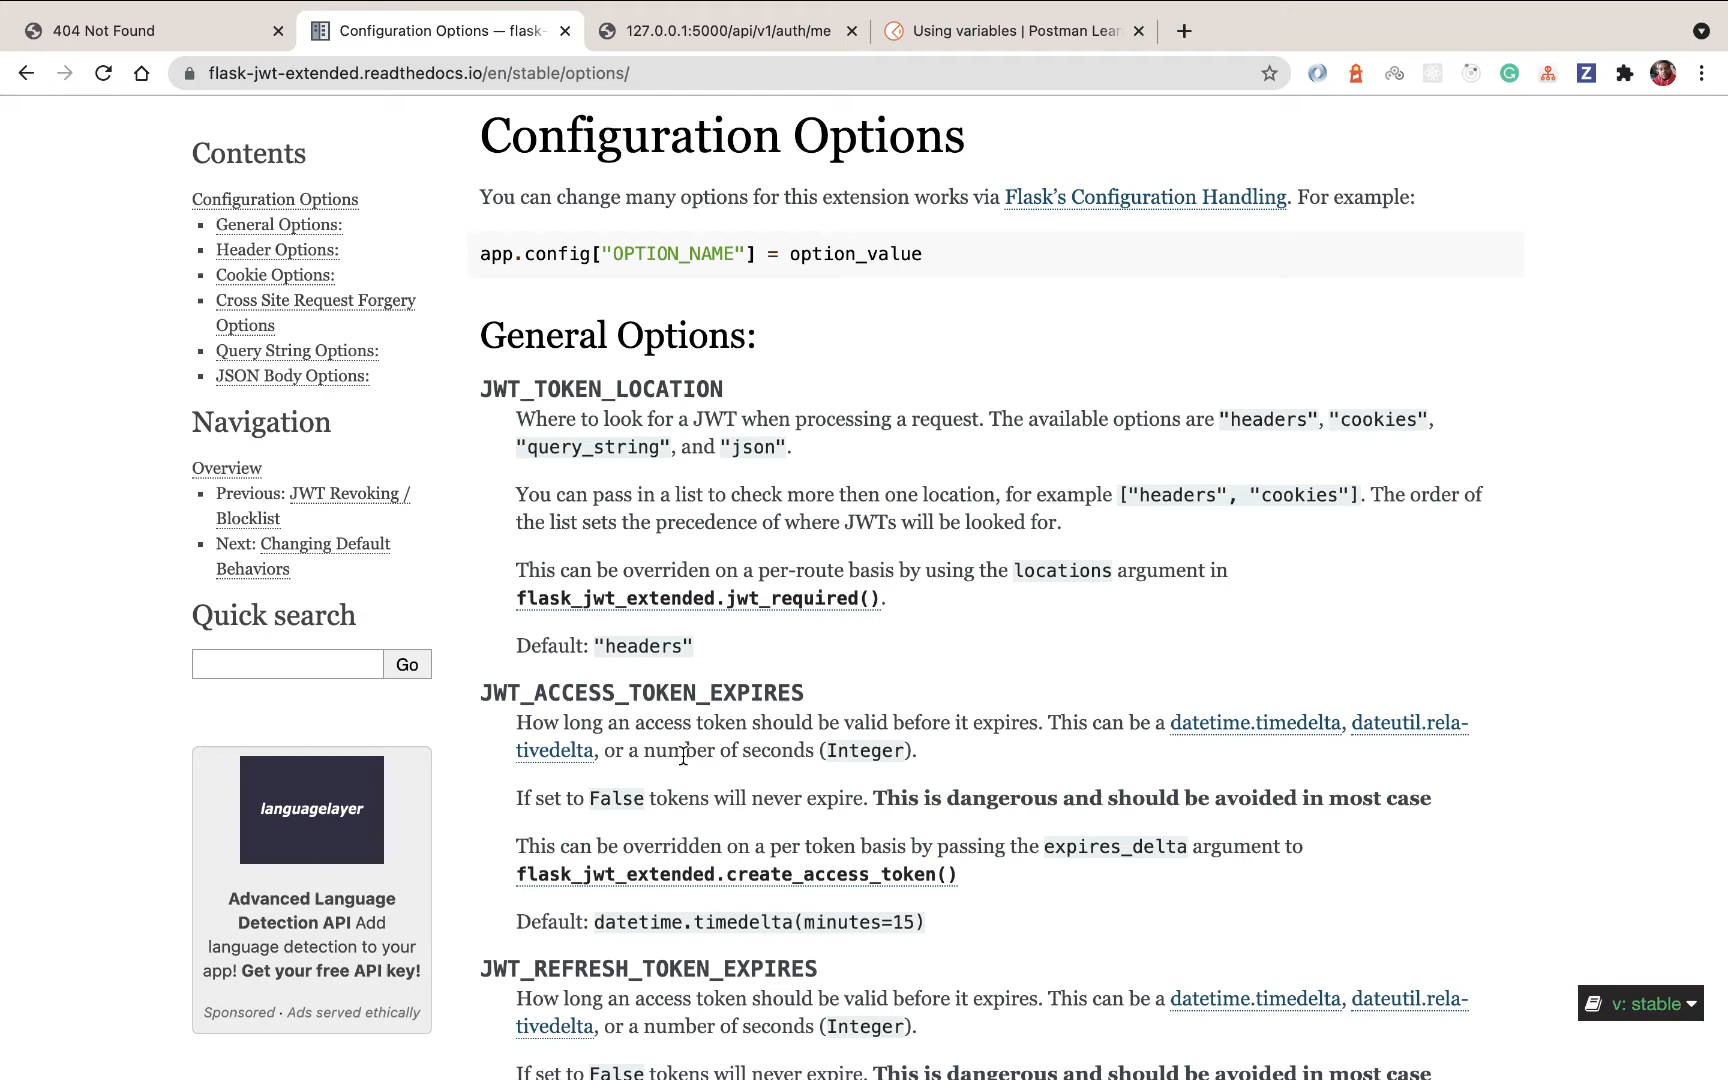 404 Not Found
Configuration Options — flask-
127.0.0.1:5000/api/v1/auth/me
Using variables | Postman Lear
flask-jwt-extended.readthedocs.io/en/stable/options/
Contents
Configuration Options
General Options:
Header Options:
Cookie Options:
Cross Site Request Forgery
Options
Query String Options:
JSON Body Options:
Navigation
Overview
Previous: JWT Revoking /
Blocklist
Next: Changing Default
Behaviors
Quick search
Go
languagelayer
Advanced Language
Detection API Add
language detection to your
app! Get your free API key!
Sponsored · Ads served ethically
Configuration Options
You can change many options for this extension works via Flask’s Configuration Handling. For example:
app.config["OPTION_NAME"] = option_value
General Options:
JWT_TOKEN_LOCATION
Where to look for a JWT when processing a request. The available options are "headers", "cookies",
"query_string", and "json".
You can pass in a list to check more then one location, for example ["headers", "cookies"]. The order of
the list sets the precedence of where JWTs will be looked for.
This can be overriden on a per-route basis by using the locations argument in
flask_jwt_extended.jwt_required().
Default: "headers"
JWT_ACCESS_TOKEN_EXPIRES
How long an access token should be valid before it expires. This can be a datetime.timedelta, dateutil.rela-
tivedelta, or a number of seconds (Integer).
If set to False tokens will never expire. This is dangerous and should be avoided in most case
This can be overridden on a per token basis by passing the expires_delta argument to
flask_jwt_extended.create_access_token()
Default: datetime.timedelta(minutes=15)
JWT_REFRESH_TOKEN_EXPIRES
How long an access token should be valid before it expires. This can be a datetime.timedelta, dateutil.rela-
tivedelta, or a number of seconds (Integer).
If set to False tokens will never expire. This is dangerous and should be avoided in most case
v: stable